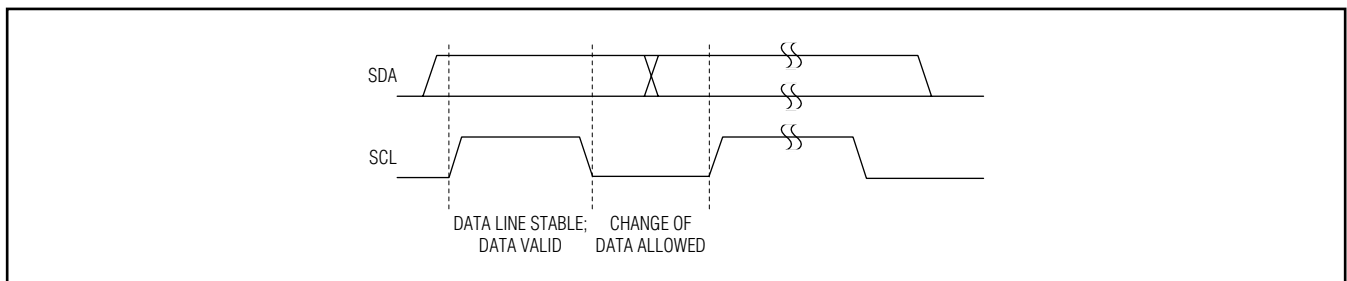 SDA
SCL
DATA LINE STABLE;
DATA VALID
CHANGE OF
DATA ALLOWED